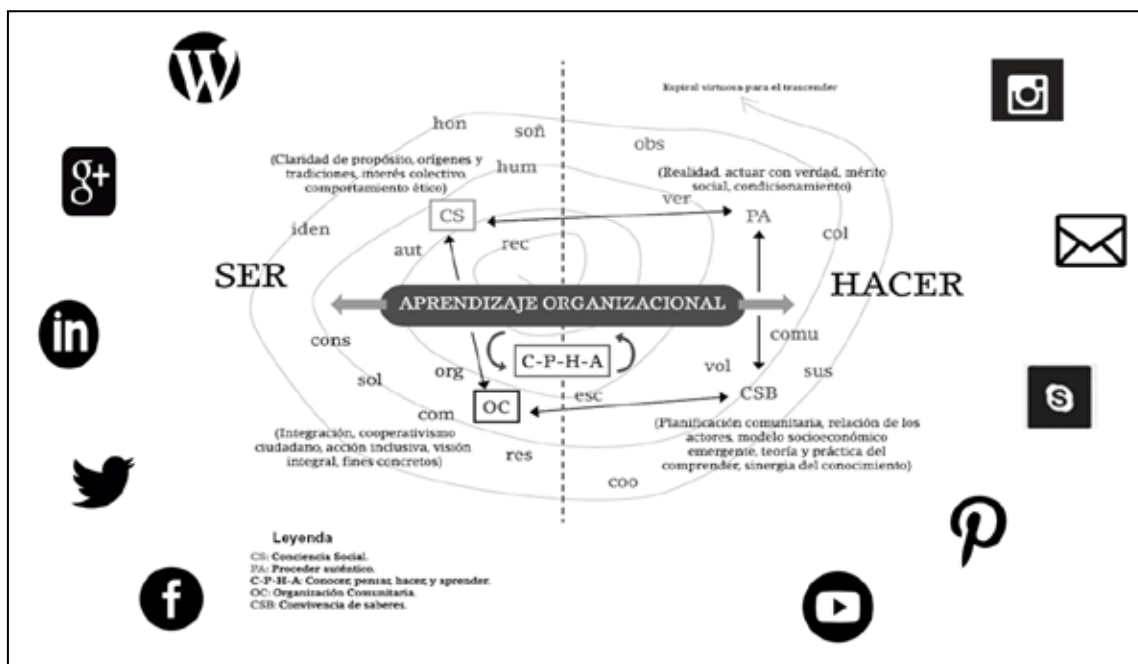 Espiral virtuosa para el trascender
hon
soñ
obs
(Claridad de propósito, orígenes y
tradiciones, interés colectivo,
comportamiento ético)
hum
(Realidad, actuar con verdad, mérito
social, condicionamiento)
ver
CS
PA
iden
aut
rec
col
SER
HACER
APRENDIZAJE ORGANIZACIONAL
cons
comu
C-P-H-A
sol
org
vol
sus
esc
OC
CSB
com
(Integración, cooperativismo
ciudadano, acción inclusiva, visión
integral, fines concretos)
(Planificación comunitaria, relación de los
actores, modelo socioeconómico
emergente, teoría y práctica del
comprender, sinergia del conocimiento)
res
coo
Leyenda
CS: Conciencia Social.
PA: Proceder auténtico.
C-P-H-A: Conocer, pensar, hacer, y aprender.
OC: Organización Comunitaria.
CSB: Convivencia de saberes.
W
g+
in
S
f